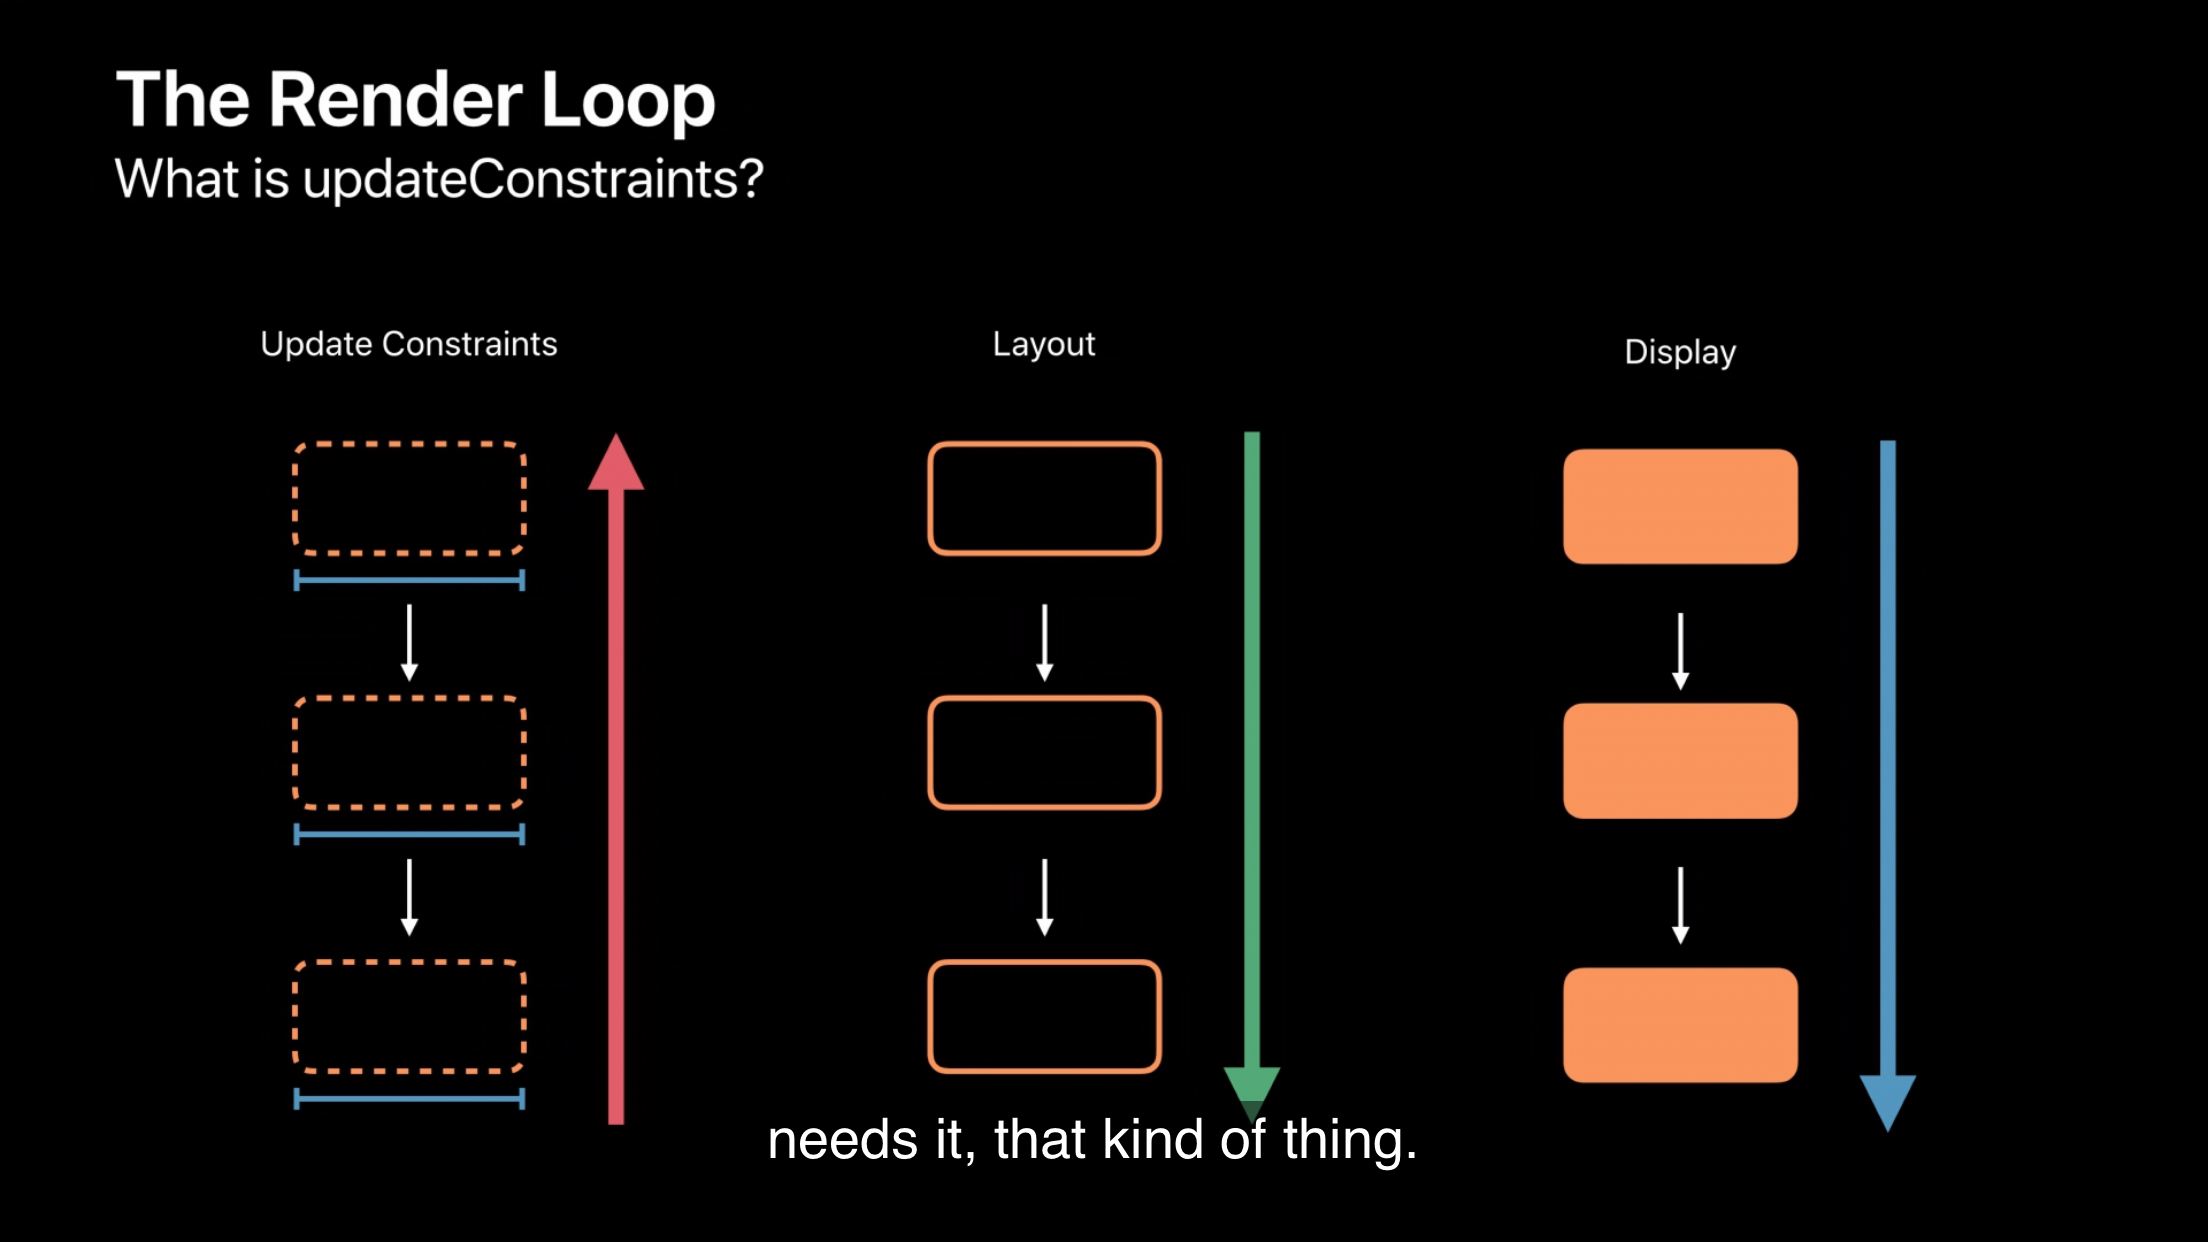 The Render Loop
What is updateConstraints?
Update Constraints
Layout
Display
needs it, that kind of thing.